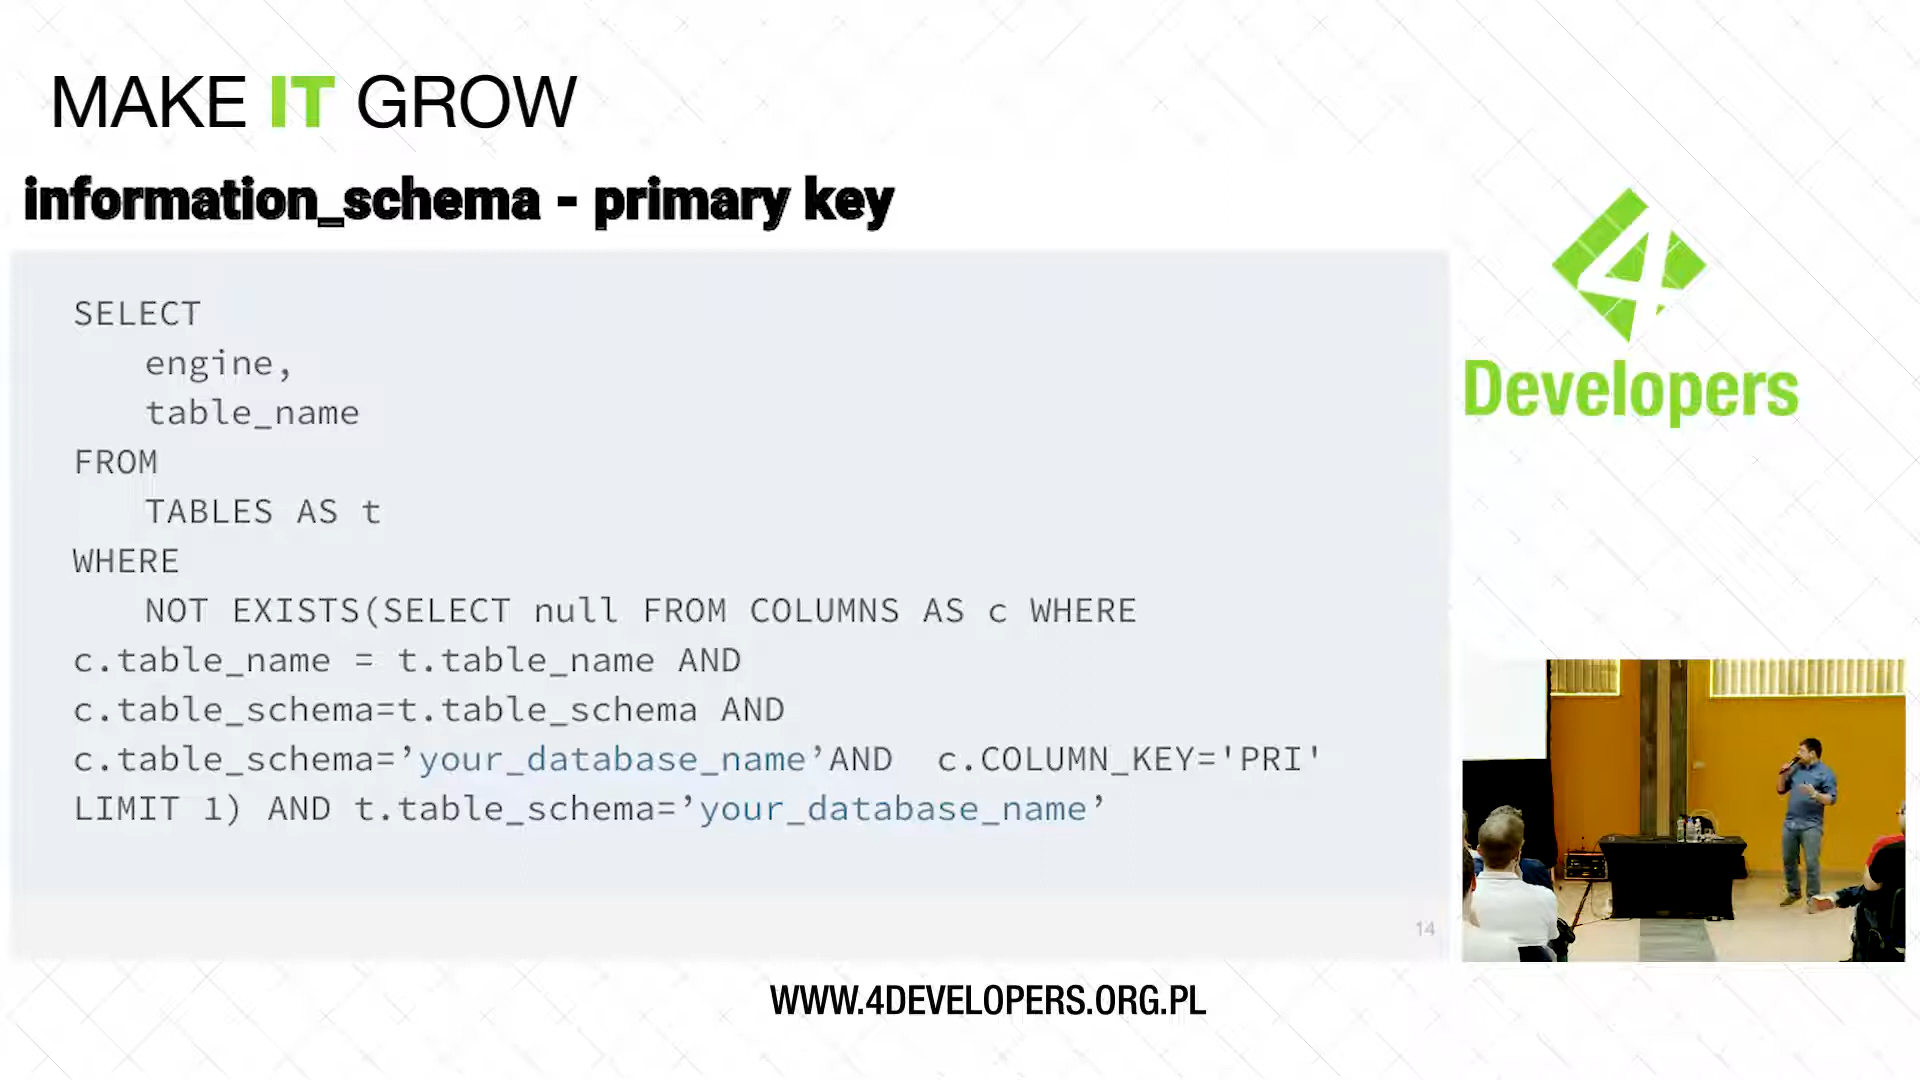 MAKE IT GROW
information_schema - primary key
SELECT
engine,
table_name
FROM
TABLES AS t
WHERE
NOT EXISTS(SELECT null FROM COLUMNS AS c WHERE
c.table_name = t.table_name AND
c.table_schema=t.table_schema AND
c.table_schema=’your_database_name’AND  c.COLUMN_KEY='PRI'
LIMIT 1) AND t.table_schema=’your_database_name’
14
4
Developers
WWW.4DEVELOPERS.ORG.PL